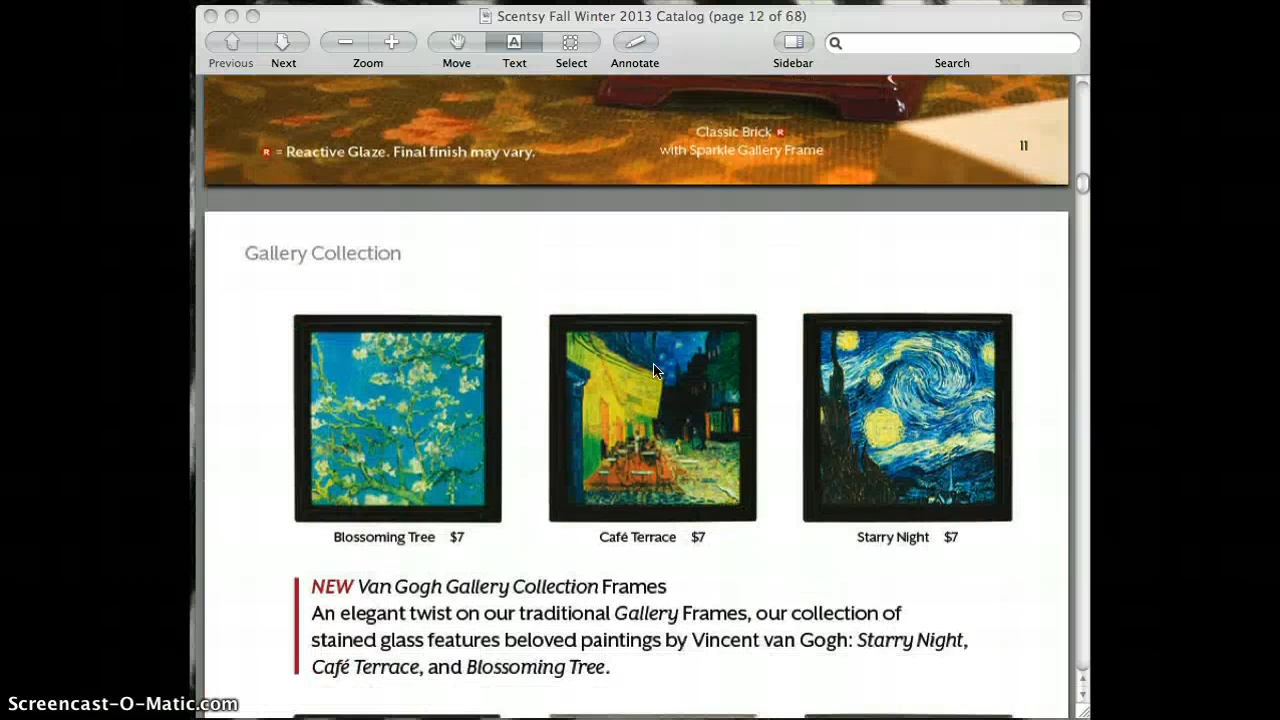 Scentsy Fall Winter 2013 Catalog (page 12 of 68)
Previous Next Zoom Move Text Select Annotate Sidebar Search
A
R = Reactive Glaze. Final finish may vary.
Classic Brick R
with Sparkle Gallery Frame
11
Gallery Collection
Blossoming Tree $7
Café Terrace $7
Starry Night $7
NEW Van Gogh Gallery Collection Frames
An elegant twist on our traditional Gallery Frames, our collection of
stained glass features beloved paintings by Vincent van Gogh: Starry Night,
Café Terrace, and Blossoming Tree.
Screencast-O-Matic.com